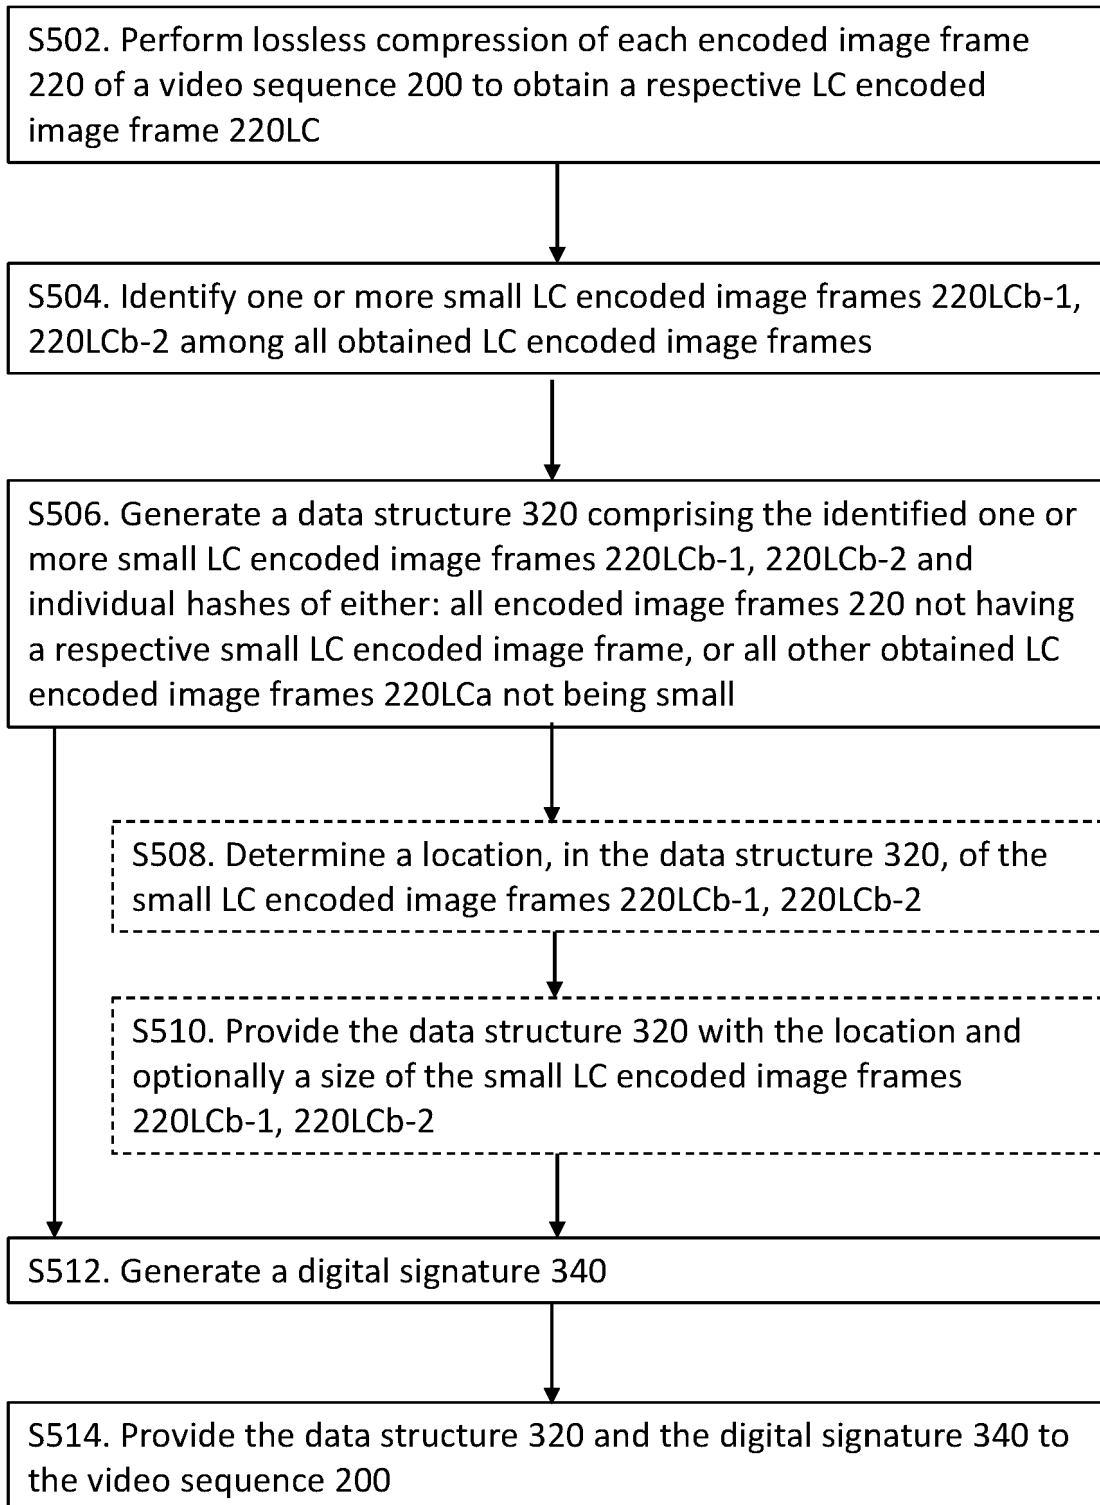 S502. Perform lossless compression of each encoded image frame
220 of a video sequence 200 to obtain a respective LC encoded
image frame 220LC
S504. Identify one or more small LC encoded image frames 220LCb-1,
220LCb-2 among all obtained LC encoded image frames
S506. Generate a data structure 320 comprising the identified one or
more small LC encoded image frames 220LCb-1, 220LCb-2 and
individual hashes of either: all encoded image frames 220 not having
a respective small LC encoded image frame, or all other obtained LC
encoded image frames 220LCa not being small
S508. Determine a location, in the data structure 320, of the
small LC encoded image frames 220LCb-1, 220LCb-2
S510. Provide the data structure 320 with the location and
optionally a size of the small LC encoded image frames
220LCb-1, 220LCb-2
S512. Generate a digital signature 340
S514. Provide the data structure 320 and the digital signature 340 to
the video sequence 200